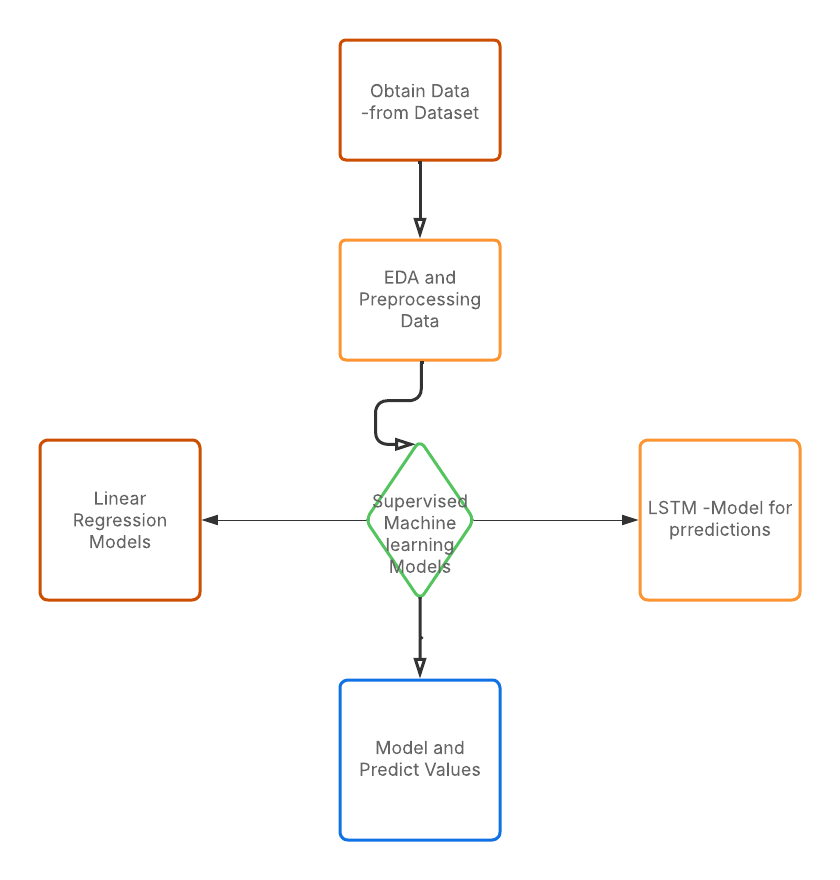 Obtain Data
-from Dataset
EDA and
Preprocessing
Data
Linear
Regression
Models
Supervised
Machine
learning
Models
LSTM -Model for
prredictions
Model and
Predict Values